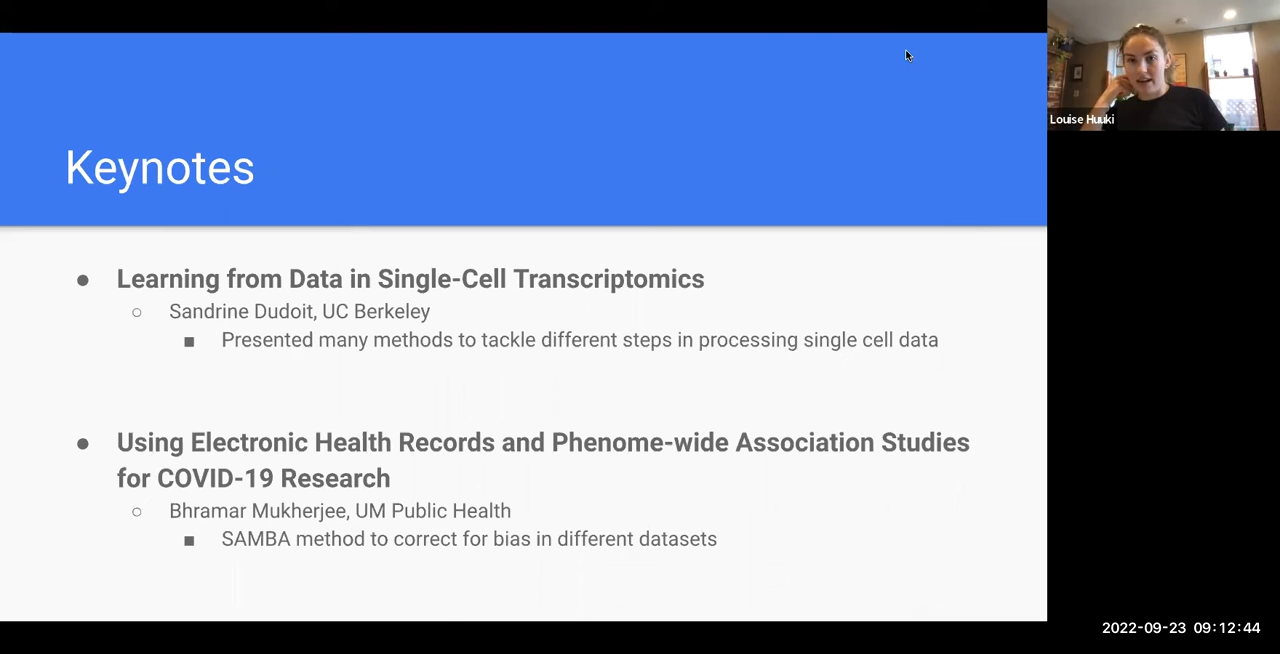 Keynotes
Louise Huuki
● Learning from Data in Single-Cell Transcriptomics
○ Sandrine Dudoit, UC Berkeley
■ Presented many methods to tackle different steps in processing single cell data
● Using Electronic Health Records and Phenome-wide Association Studies
for COVID-19 Research
○ Bhramar Mukherjee, UM Public Health
■ SAMBA method to correct for bias in different datasets
2022-09-23 09:12:44